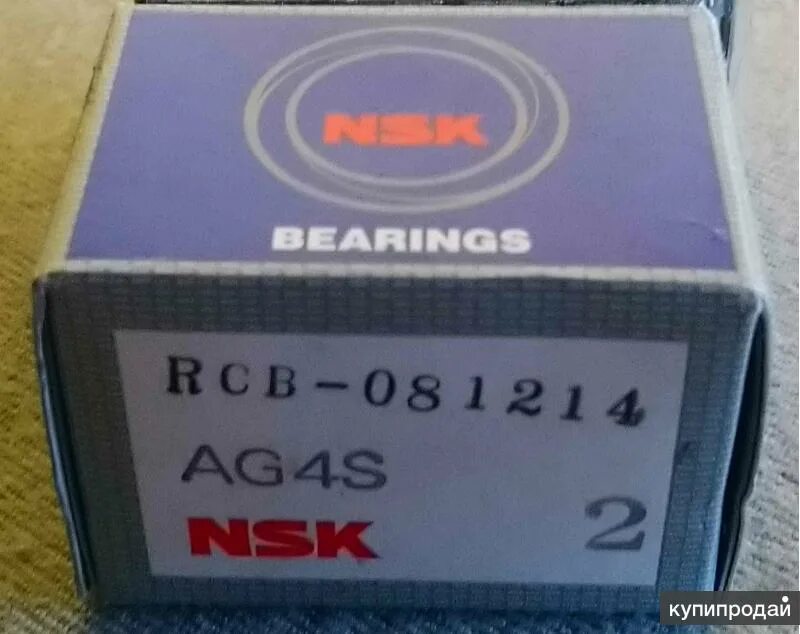 NSK
BEARINGS
RCB-081214
AG4S
NSK
2
купипродай